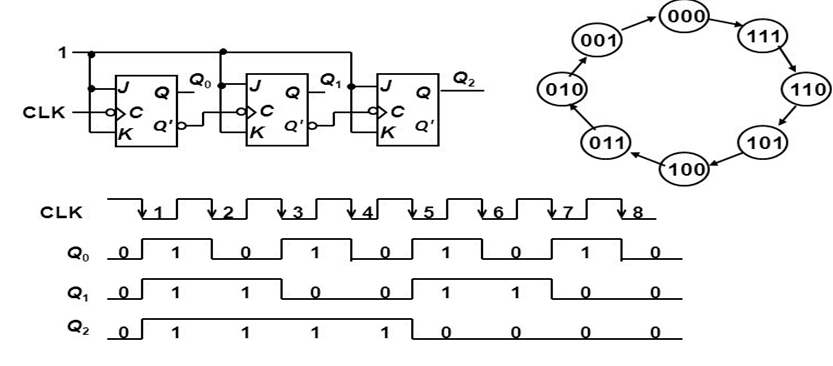 1
J Q Q₀ J Q Q₁ J Q Q₂
CLK C C C
K Q' K Q' K Q'
000
001 111
010 110
011 101
100
CLK 1 2 3 4 5 6 7 8
Q₀ 0 1 0 1 0 1 0 1 0
Q₁ 0 1 1 0 0 1 1 0 0
Q₂ 0 1 1 1 1 0 0 0 0